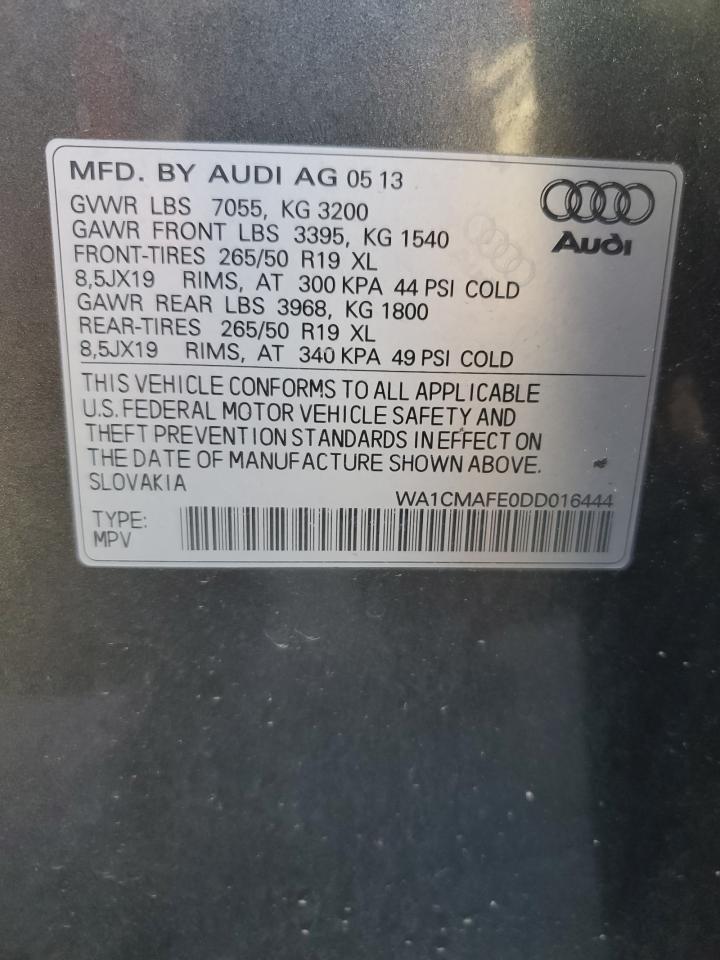 MFD. BY AUDI AG 05 13
GVWR LBS 7055, KG 3200
GAWR FRONT LBS 3395, KG 1540
FRONT-TIRES 265/50 R19 XL
8,5JX19 RIMS, AT 300 KPA 44 PSI COLD
GAWR REAR LBS 3968, KG 1800
REAR-TIRES 265/50 R19 XL
8,5JX19 RIMS, AT 340 KPA 49 PSI COLD
Audi
THIS VEHICLE CONFORMS TO ALL APPLICABLE
U.S. FEDERAL MOTOR VEHICLE SAFETY AND
THEFT PREVENTION STANDARDS IN EFFECT ON
THE DATE OF MANUFACTURE SHOWN ABOVE.
SLOVAKIA
WA1CMAFE0DD016444
TYPE:
MPV